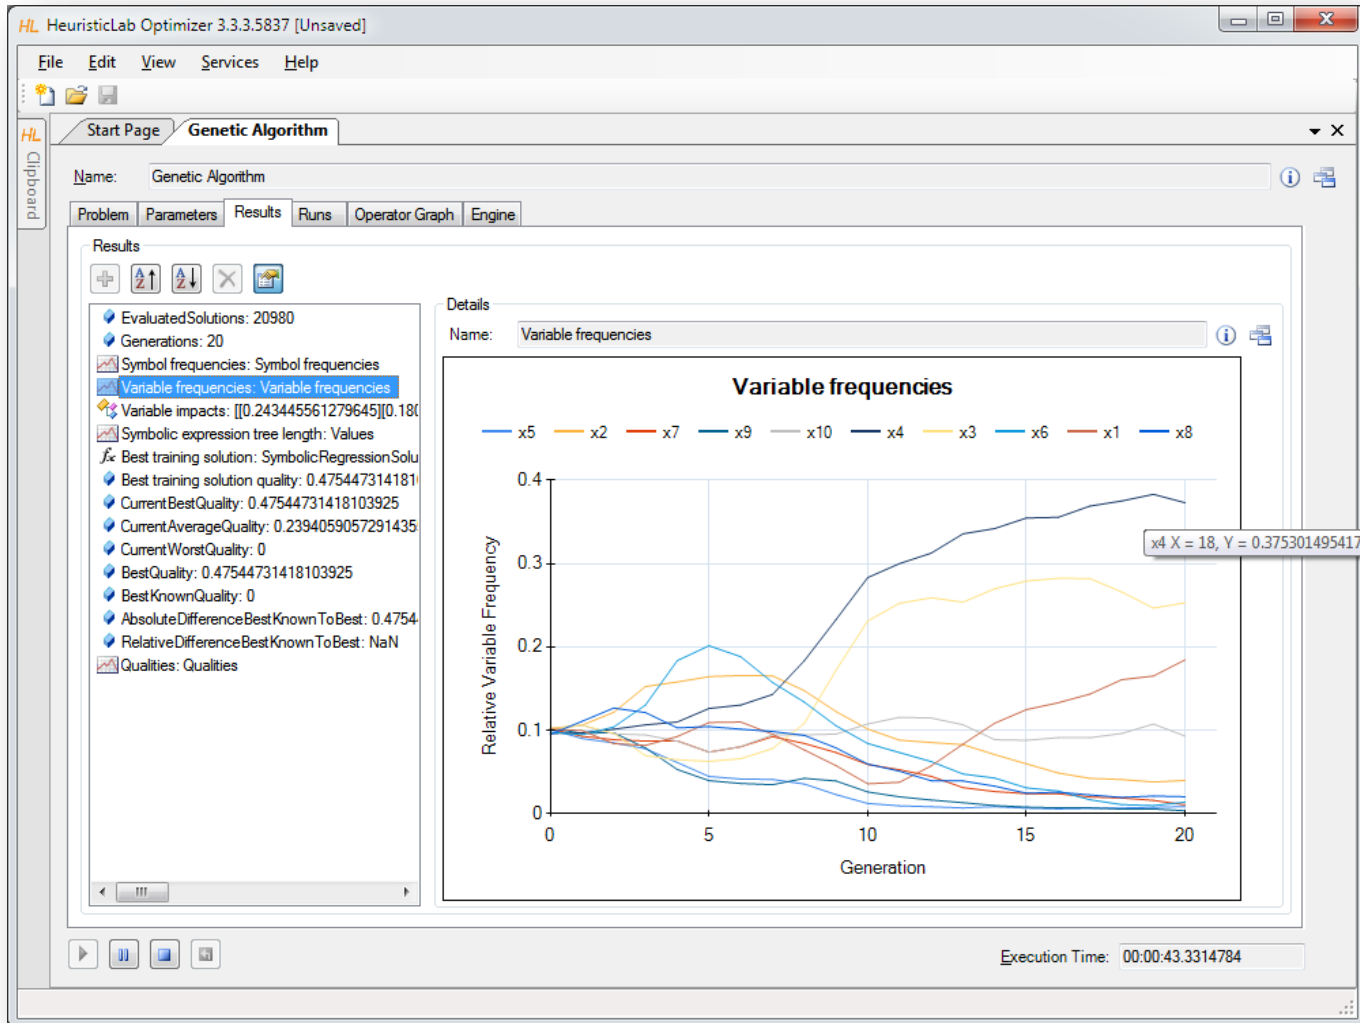 HL HeuristicLab Optimizer 3.3.3.5837 [Unsaved]
File Edit View Services Help
HL Clipboard
Start Page Genetic Algorithm
Name: Genetic Algorithm
Problem Parameters Results Runs Operator Graph Engine
Results
EvaluatedSolutions: 20980
Generations: 20
Symbol frequencies: Symbol frequencies
Variable frequencies: Variable frequencies
Variable impacts: [[0.243445561279645][0.180
Symbolic expression tree length: Values
Best training solution: SymbolicRegressionSolu
Best training solution quality: 0.4754473141810
CurrentBestQuality: 0.47544731418103925
CurrentAverageQuality: 0.2394059057291435
CurrentWorstQuality: 0
BestQuality: 0.47544731418103925
BestKnownQuality: 0
AbsoluteDifferenceBestKnownToBest: 0.4754
RelativeDifferenceBestKnownToBest: NaN
Qualities: Qualities
Details
Name: Variable frequencies
Variable frequencies
x5 x2 x7 x9 x10 x4 x3 x6 x1 x8
Relative Variable Frequency
0.4
0.3
0.2
0.1
0
x4 X = 18, Y = 0.375301495417
0 5 10 15 20
Generation
Execution Time: 00:00:43.3314784